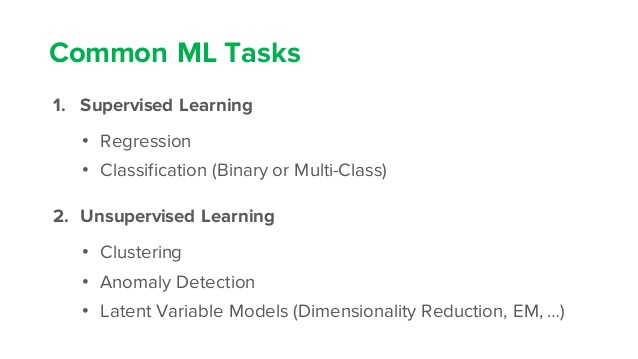 Common ML Tasks
1. Supervised Learning
• Regression
• Classification (Binary or Multi-Class)
2. Unsupervised Learning
• Clustering
• Anomaly Detection
• Latent Variable Models (Dimensionality Reduction, EM, ...)